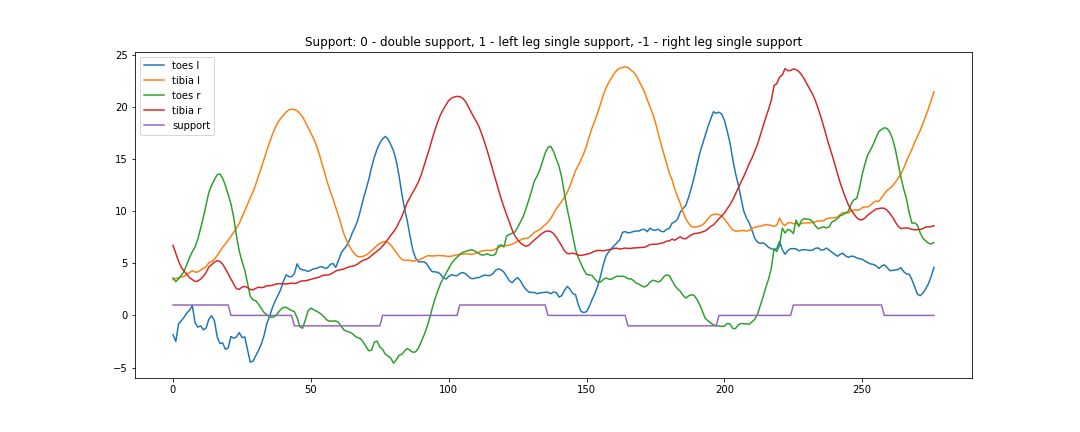 Support: 0 - double support, 1 - left leg single support, -1 - right leg single support
25
20
15
10
5
0
−5
toes l
tibia l
toes r
tibia r
support
0 50 100 150 200 250